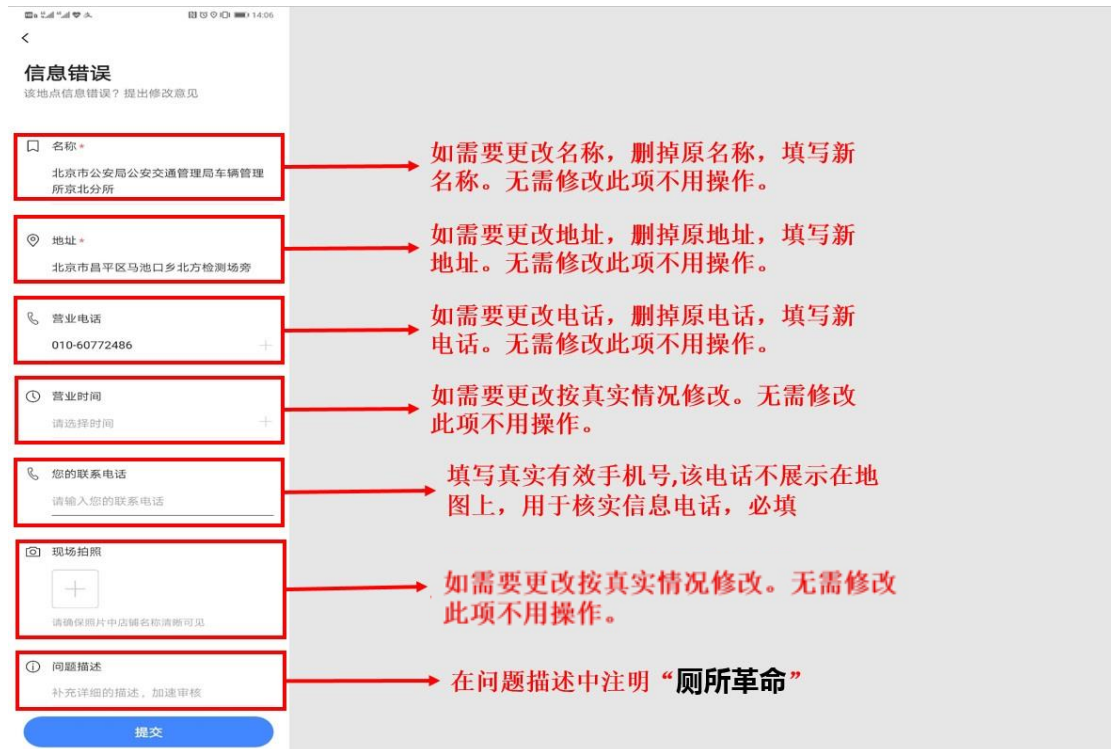 14:06
信息错误
该地点信息错误？提出修改意见
名称*
北京市公安局公安交通管理局车辆管理
所京北分所
如需要更改名称，删掉原名称，填写新
名称。无需修改此项不用操作。
地址*
北京市昌平区马池口乡北方检测场旁
如需要更改地址，删掉原地址，填写新
地址。无需修改此项不用操作。
营业电话
010-60772486
如需要更改电话，删掉原电话，填写新
电话。无需修改此项不用操作。
营业时间
请选择时间
如需要更改按真实情况修改。无需修改
此项不用操作。
您的联系电话
请输入您的联系电话
填写真实有效手机号,该电话不展示在地
图上，用于核实信息电话，必填
现场拍照
请确保照片中店铺名称清晰可见
如需要更改按真实情况修改。无需修改
此项不用操作。
问题描述
补充详细的描述，加速审核
在问题描述中注明“厕所革命”
提交